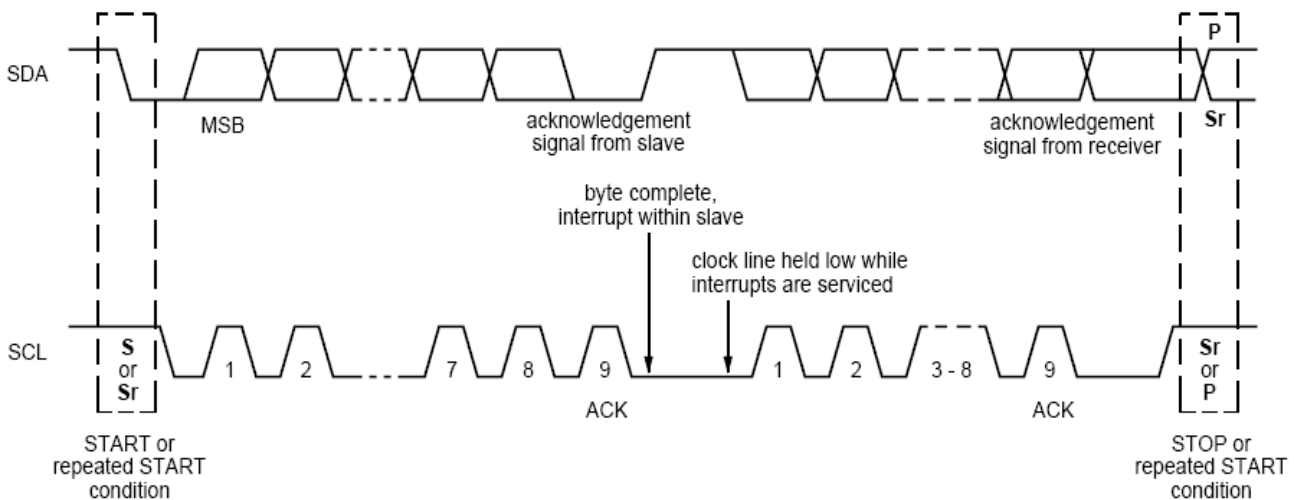 P
SDA
MSB
acknowledgement
signal from slave
acknowledgement
signal from receiver
Sr
byte complete,
interrupt within slave
clock line held low while
interrupts are serviced
SCL
S
or
Sr
1
2
7
8
9
1
2
3 - 8
9
Sr
or
P
ACK
ACK
START or
repeated START
condition
STOP or
repeated START
condition